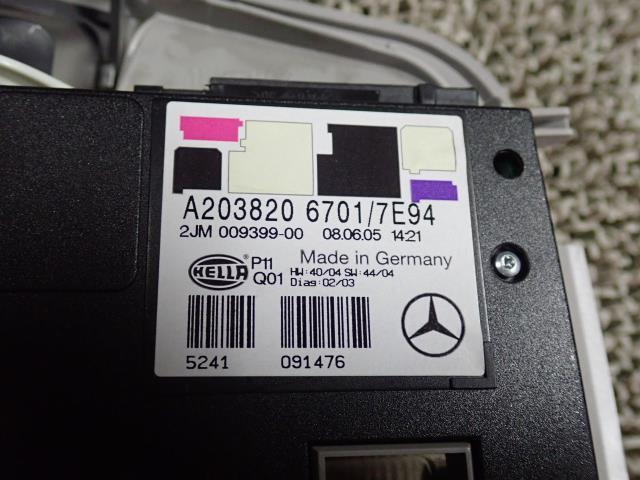 A203820 6701/7E94
2JM 009399-00 08.06.05 14:21
HELLA P11 Q01
Made in Germany
HW:40/04 SW:44/04
Diag:02/03
5241 091476